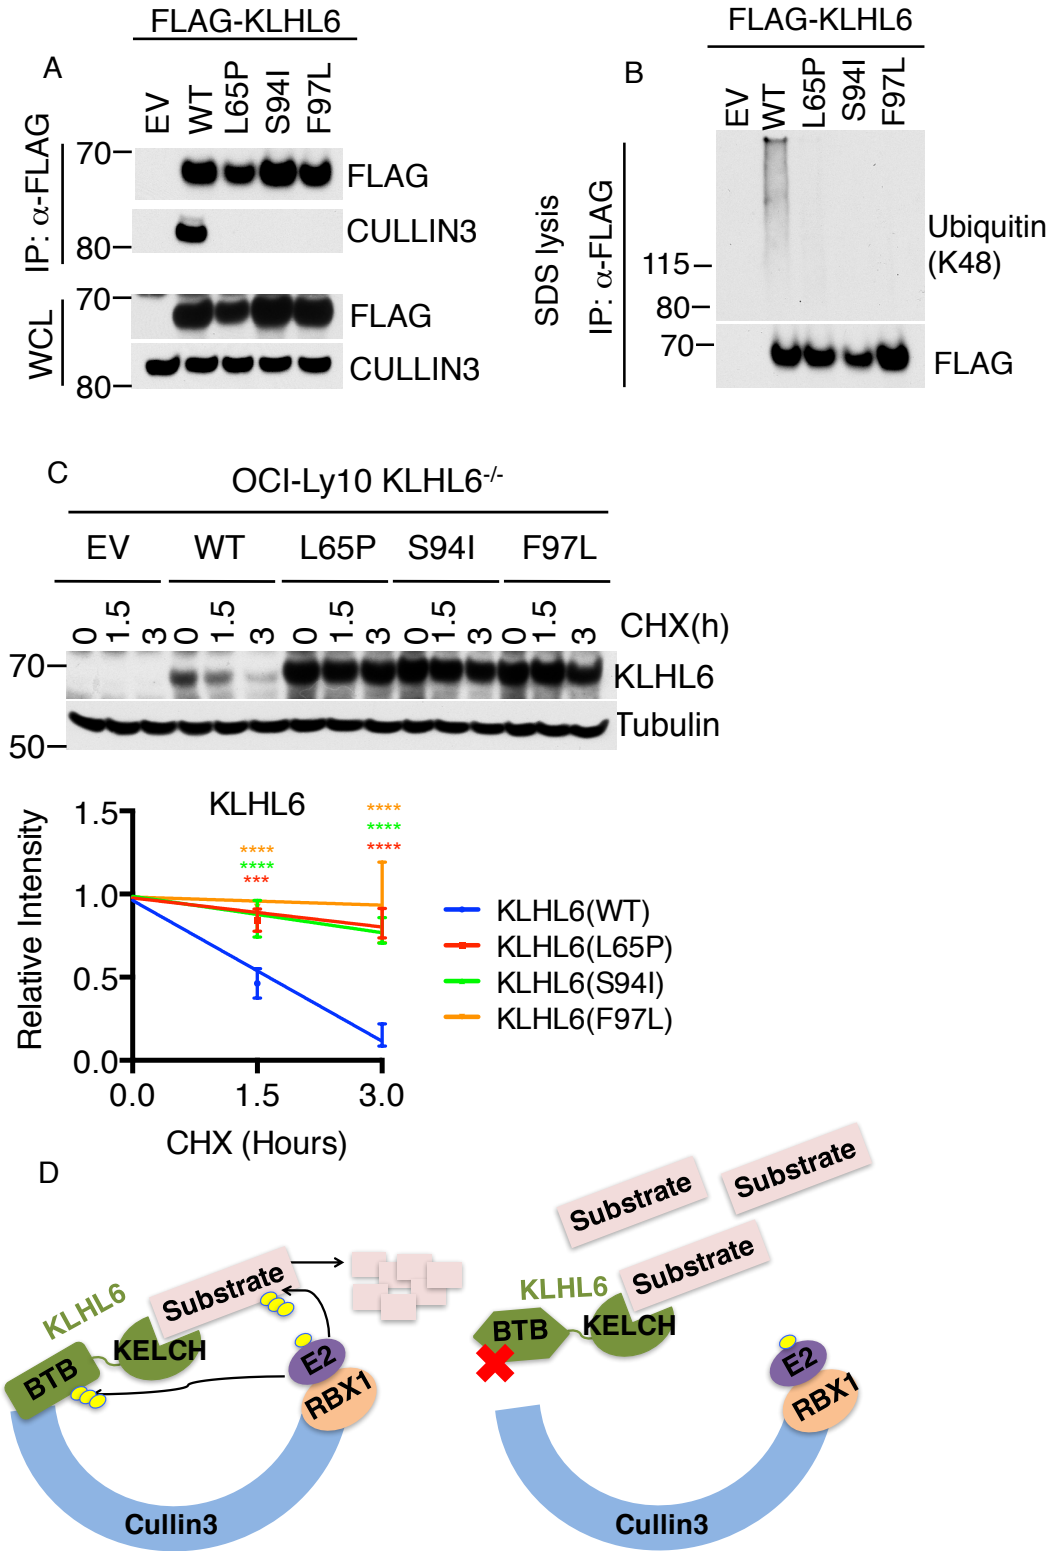 FLAG-KLHL6
A
EV
WT
L65P
S94I
F97L
IP: α-FLAG
70
FLAG
80
CULLIN3
WCL
70
FLAG
80
CULLIN3
FLAG-KLHL6
B
EV
WT
L65P
S94I
F97L
SDS lysis
IP: α-FLAG
Ubiquitin
(K48)
115
80
70
FLAG
C
OCI-Ly10 KLHL6-/-
EV WT L65P S94I F97L
0 1.5 3 0 1.5 3 0 1.5 3 0 1.5 3 0 1.5 3 CHX(h)
70 KLHL6
Tubulin
50
KLHL6
Relative Intensity
1.5
1.0
0.5
0.0
**** **** ***
**** **** ****
0.0 1.5 3.0
CHX (Hours)
KLHL6(WT)
KLHL6(L65P)
KLHL6(S94I)
KLHL6(F97L)
D
Substrate
KLHL6
KELCH
BTB
E2
RBX1
Cullin3
Substrate
Substrate
Substrate
KLHL6
BTB
KELCH
E2
RBX1
Cullin3